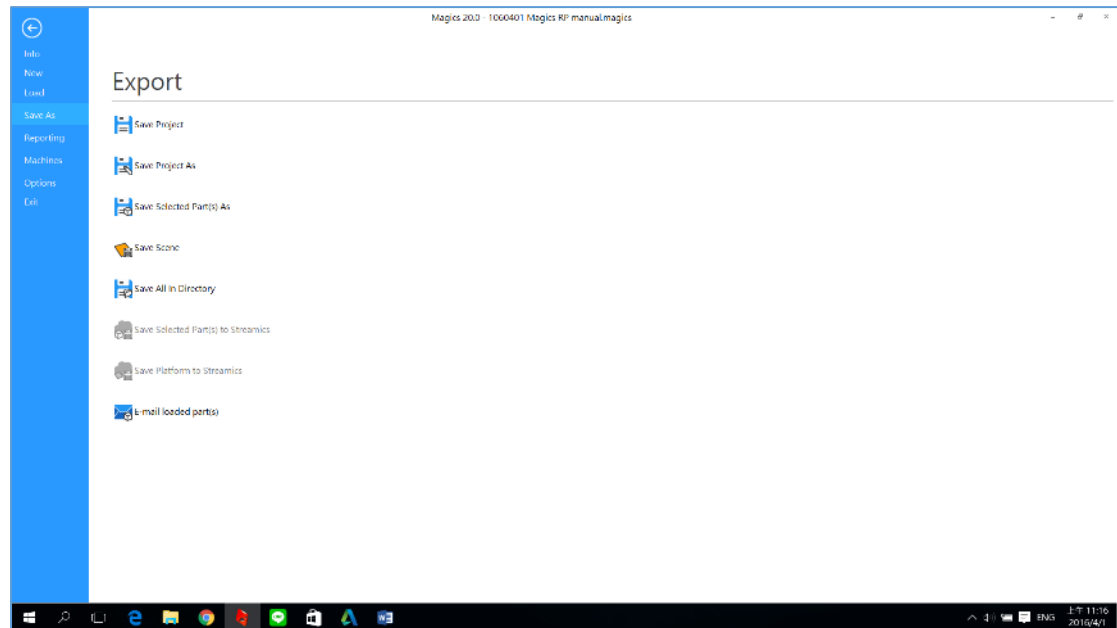 Magics 20.0 - 1060401 Magics RP manual.magics
Info
New
Load
Save As
Reporting
Machines
Options
Exit
Export
Save Project
Save Project As
Save Selected Part(s) As
Save Scene
Save All In Directory
Save Selected Part(s) to Streamics
Save Platform to Streamics
E-mail loaded part(s)
ENG
上午 11:16
2016/4/1